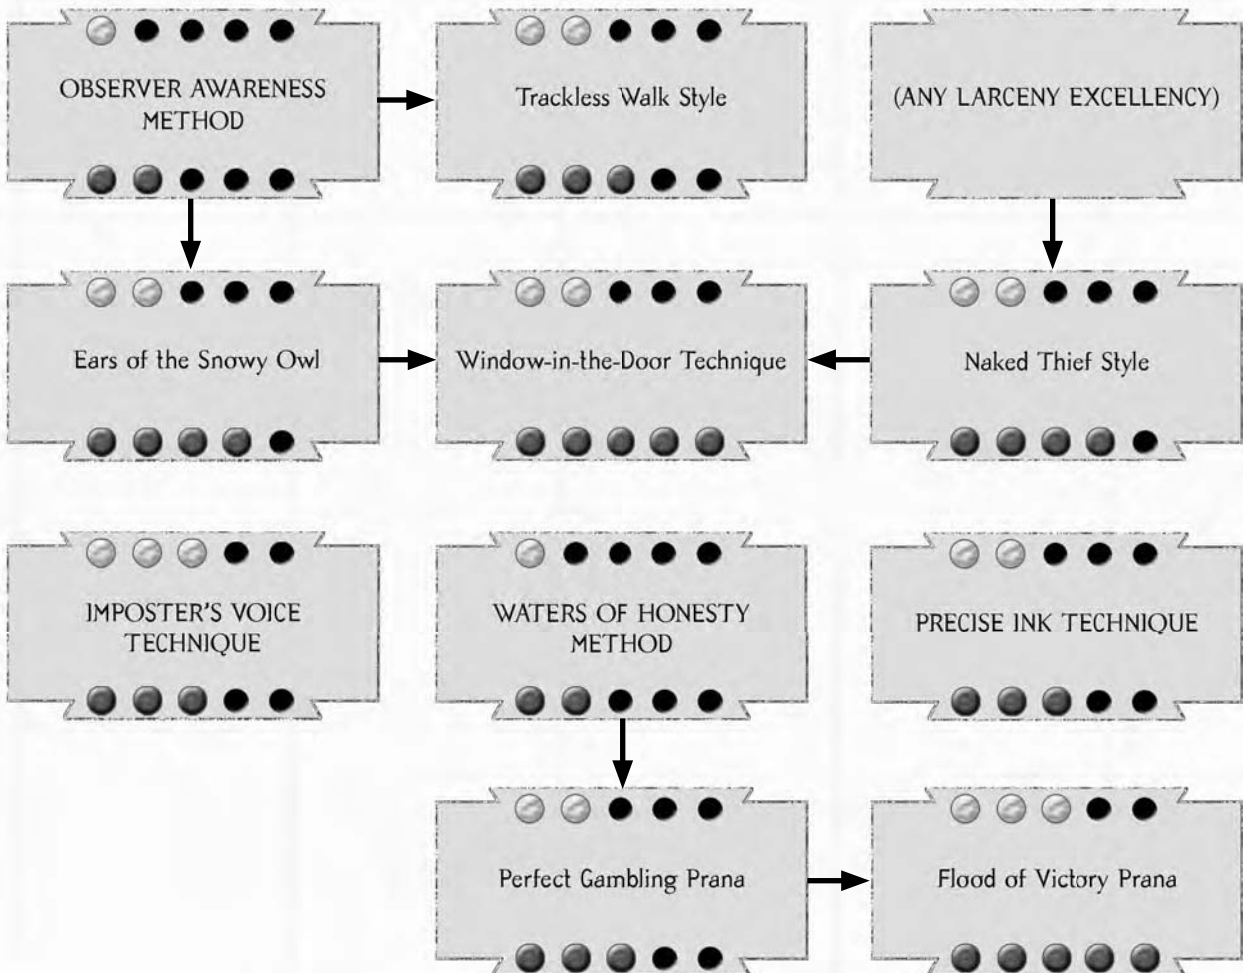 OBSERVER AWARENESS
METHOD
Trackless Walk Style
(ANY LARCENY EXCELLENCY)
Ears of the Snowy Owl
Window-in-the-Door Technique
Naked Thief Style
IMPOSTER'S VOICE
TECHNIQUE
WATERS OF HONESTY
METHOD
PRECISE INK TECHNIQUE
Perfect Gambling Prana
Flood of Victory Prana